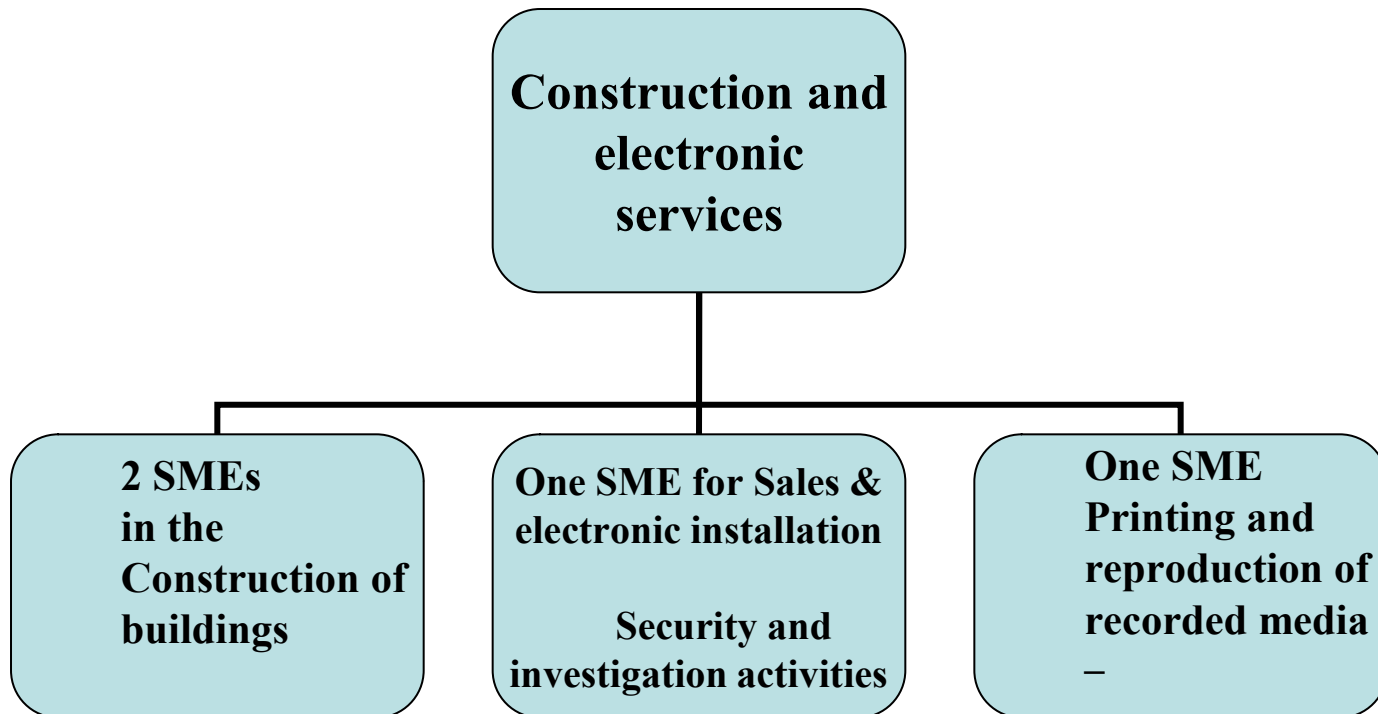 Construction and
electronic
services
2 SMEs
in the
Construction of
buildings
One SME for Sales &
electronic installation
Security and
investigation activities
One SME
Printing and
reproduction of
recorded media
–